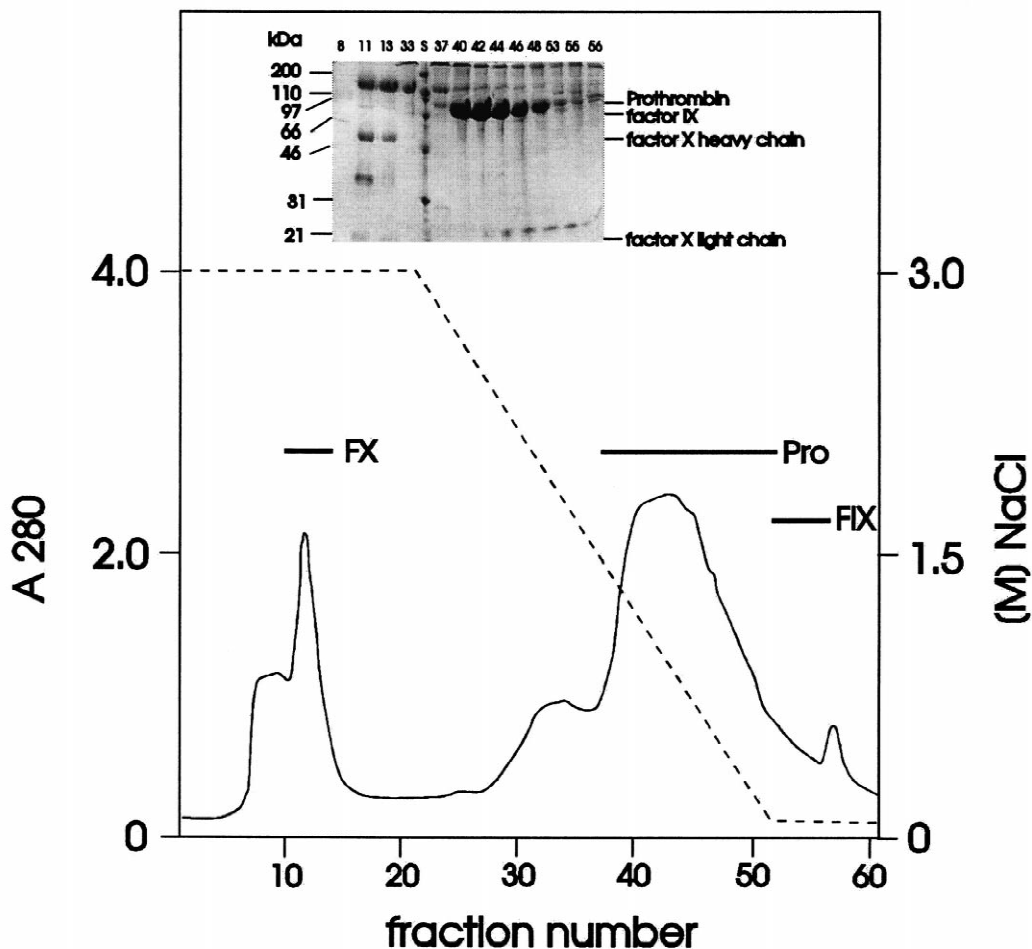 kDa 8 11 13 33 S 37 40 42 44 46 48 53 55 56
200
110
97
66
46
31
21
Prothrombin
factor IX
factor X heavy chain
factor X light chain
4.0
2.0
0
3.0
1.5
0
FX
Pro
FIX
A 280
(M) NaCl
10 20 30 40 50 60
fraction number